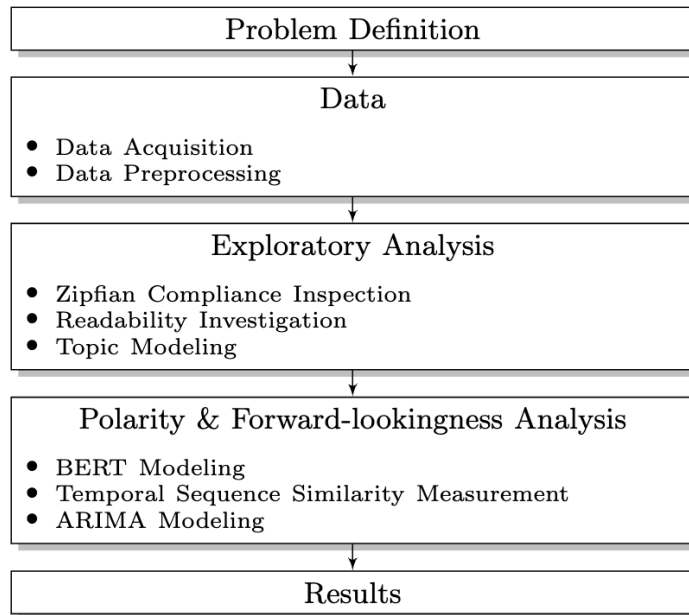 Problem Definition
Data
• Data Acquisition
• Data Preprocessing
Exploratory Analysis
• Zipfian Compliance Inspection
• Readability Investigation
• Topic Modeling
Polarity & Forward-lookingness Analysis
• BERT Modeling
• Temporal Sequence Similarity Measurement
• ARIMA Modeling
Results